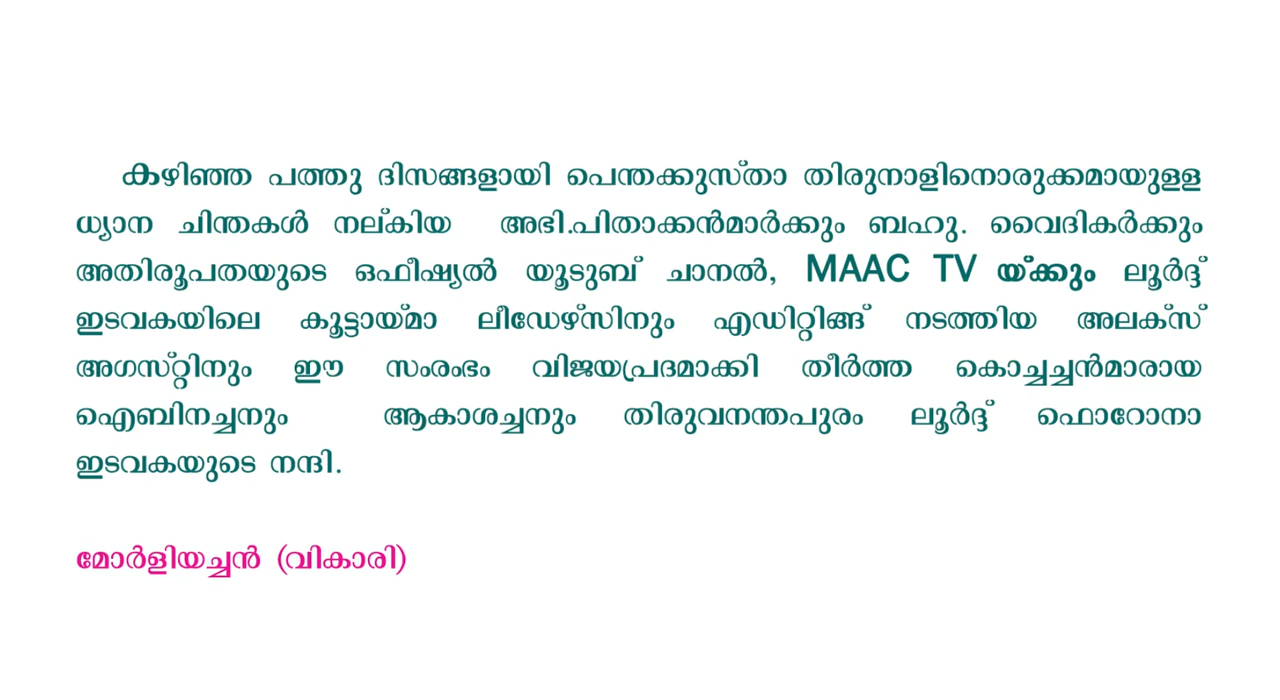 കഴിഞ്ഞ പത്തു ദിസങ്ങളായി പെന്തക്കുസ്താ തിരുനാളിനൊരുക്കമായുളള
ധ്യാന ചിന്തകൾ നല്കിയ അഭി.പിതാക്കൻമാർക്കും ബഹു. വൈദികർക്കും
അതിരൂപതയുടെ ഒഫീഷ്യൽ യൂടുബ് ചാനൽ, MAAC TV യ്ക്കും ലൂർദ്ദ്
ഇടവകയിലെ കൂട്ടായ്മാ ലീഡേഴ്സിനും എഡിറ്റിങ്ങ് നടത്തിയ അലക്സ്
അഗസ്റ്റിനും ഈ സംരംഭം വിജയപ്രദമാക്കി തീർത്ത കൊച്ചച്ചൻമാരായ
ഐബിനച്ചനും ആകാശച്ചനും തിരുവനന്തപുരം ലൂർദ്ദ് ഫൊറോനാ
ഇടവകയുടെ നന്ദി.
മോർളിയച്ചൻ (വികാരി)